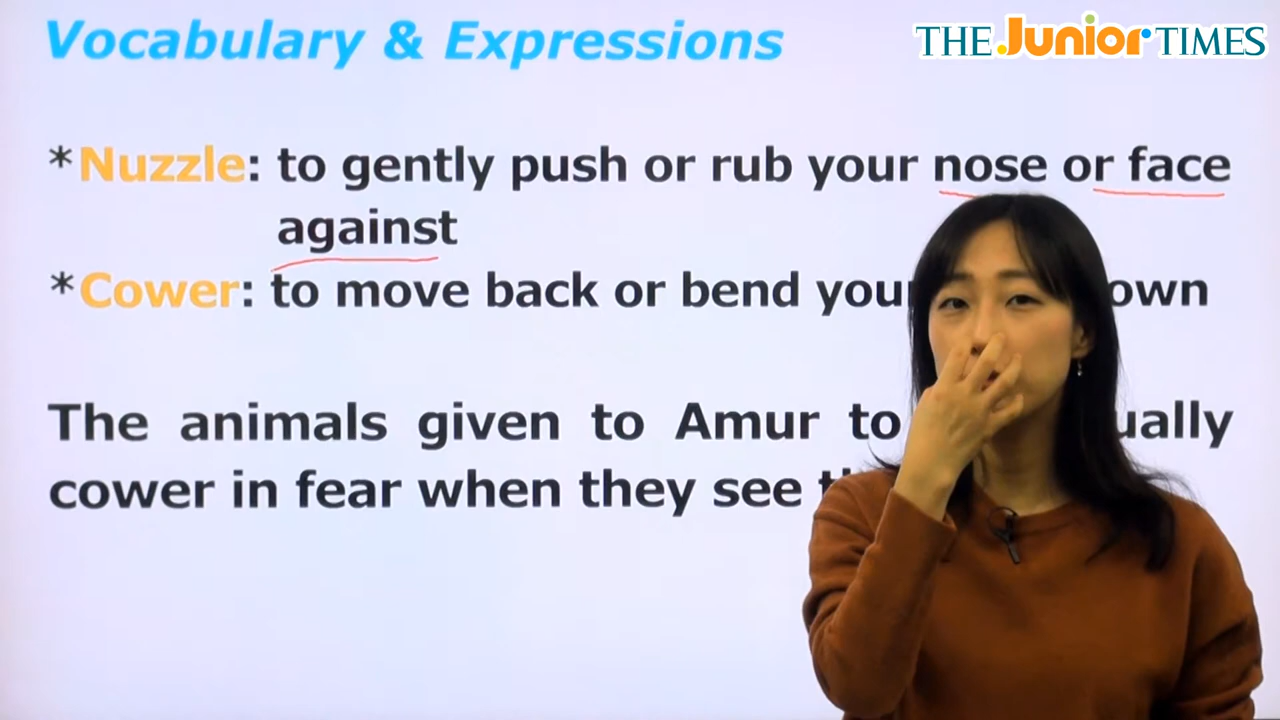 Vocabulary & Expressions
THE Junior TIMES
*Nuzzle: to gently push or rub your nose or face
against
*Cower: to move back or bend your own
The animals given to Amur to ually
cower in fear when they see